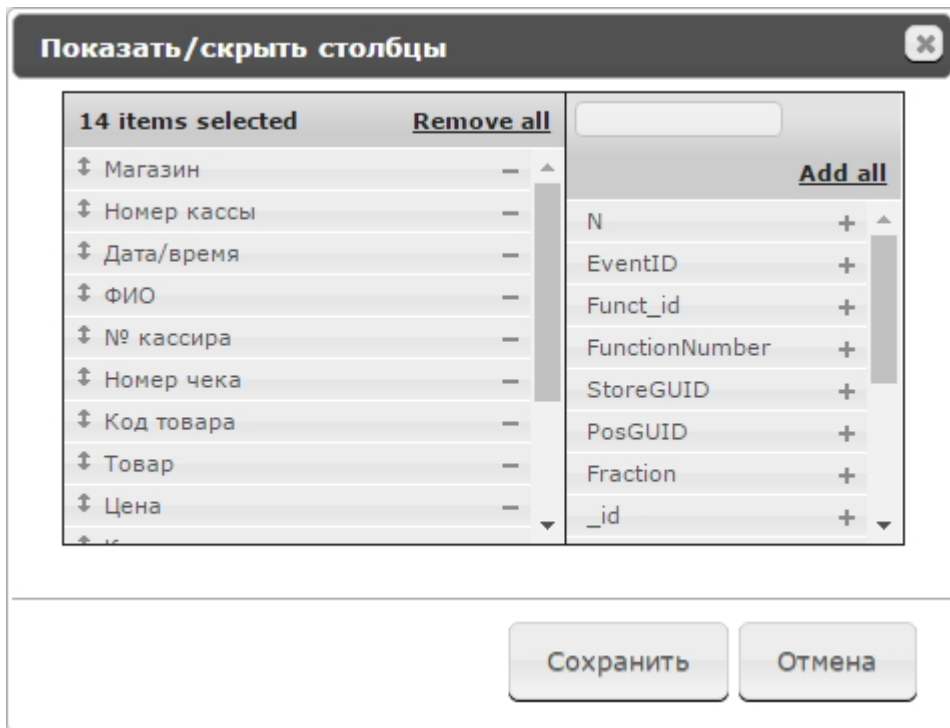 Показать/скрыть столбцы
14 items selected
Remove all
Магазин
Номер кассы
Дата/время
ФИО
№ кассира
Номер чека
Код товара
Товар
Цена
Add all
N
EventID
Funct_id
FunctionNumber
StoreGUID
PosGUID
Fraction
_id
Сохранить
Отмена